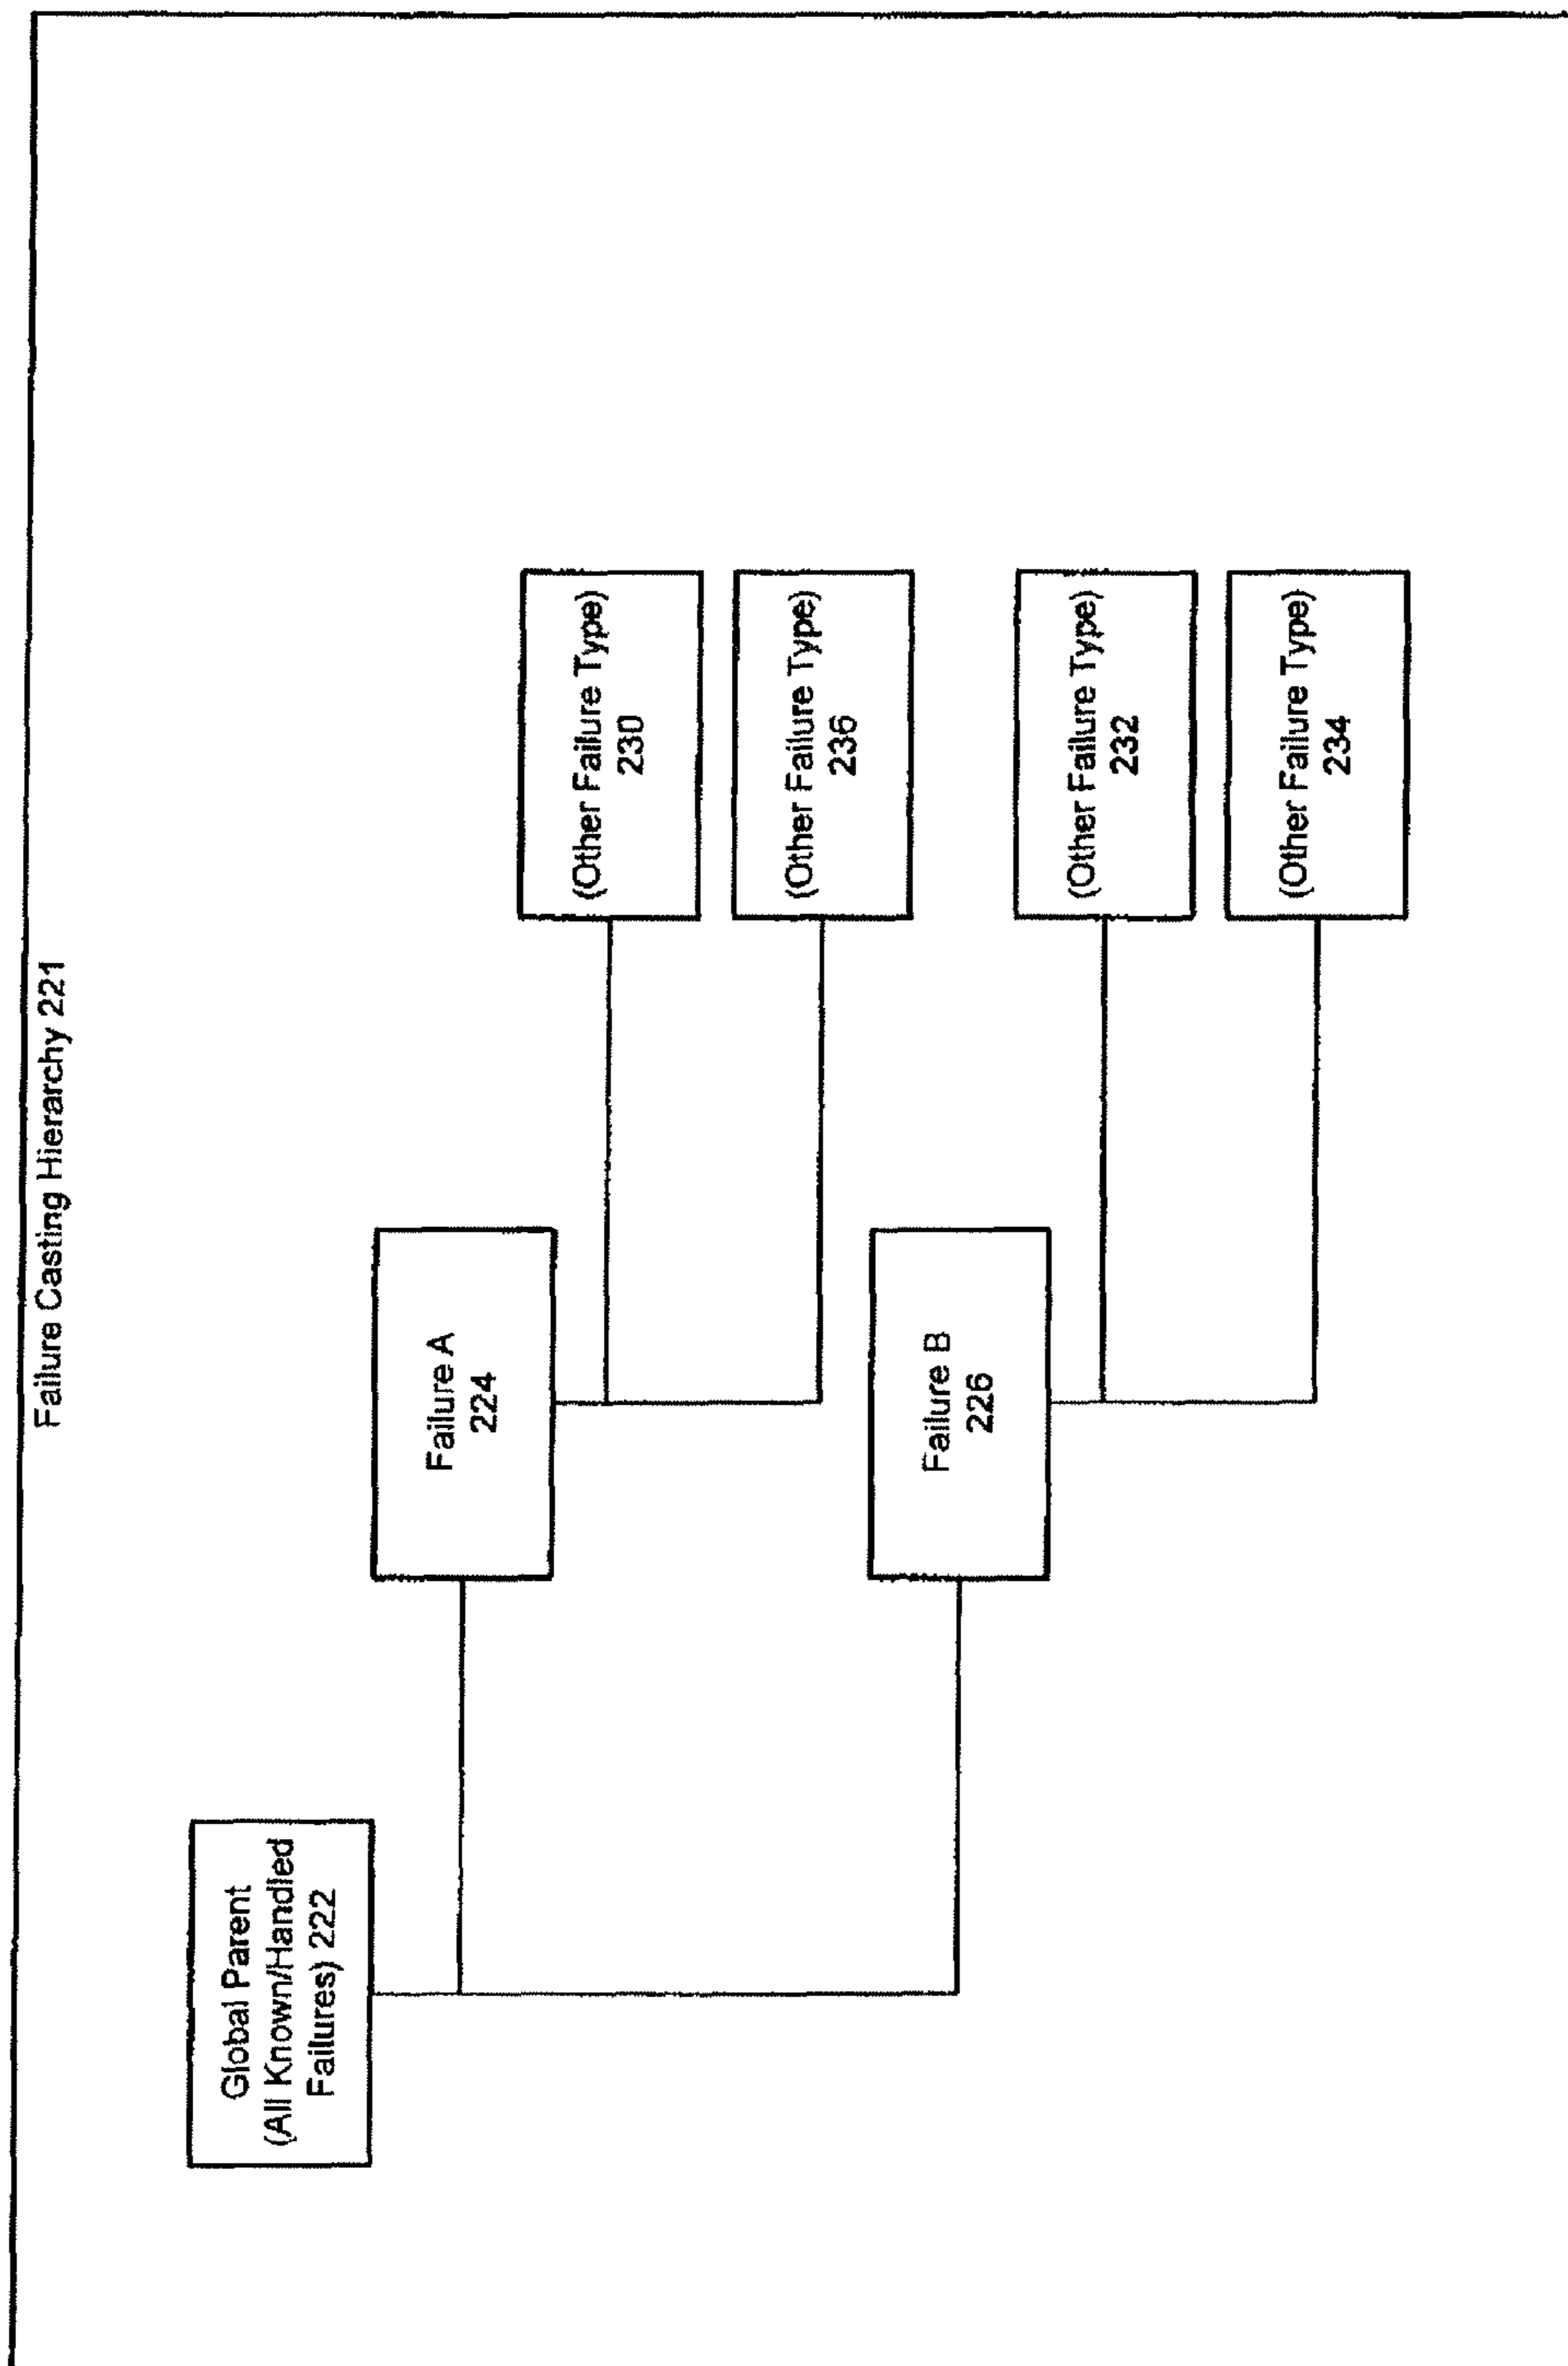 Failure Casting Hierarchy 221
Global Parent
(All Known/Handled
Failures) 222
Failure A
224
(Other Failure Type)
230
(Other Failure Type)
236
Failure B
226
(Other Failure Type)
232
(Other Failure Type)
234